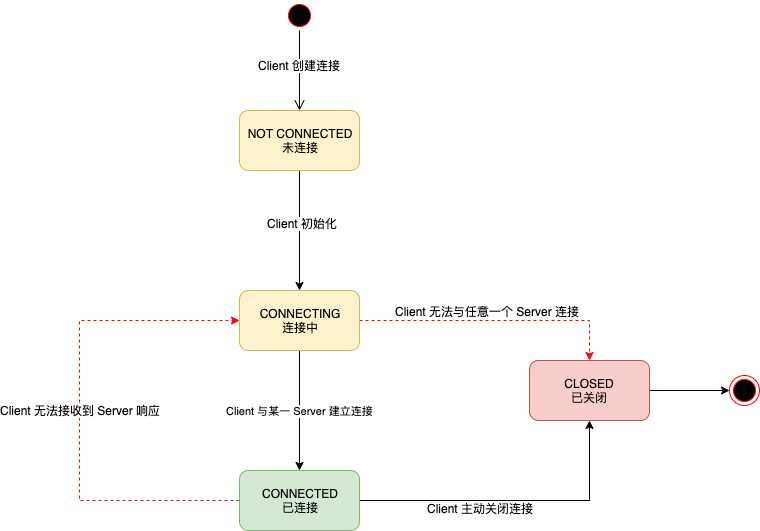 Client 创建连接
NOT CONNECTED
未连接
Client 初始化
CONNECTING
连接中
Client 无法与任意一个 Server 连接
CLOSED
已关闭
Client 无法接收到 Server 响应
Client 与某一 Server 建立连接
CONNECTED
已连接
Client 主动关闭连接